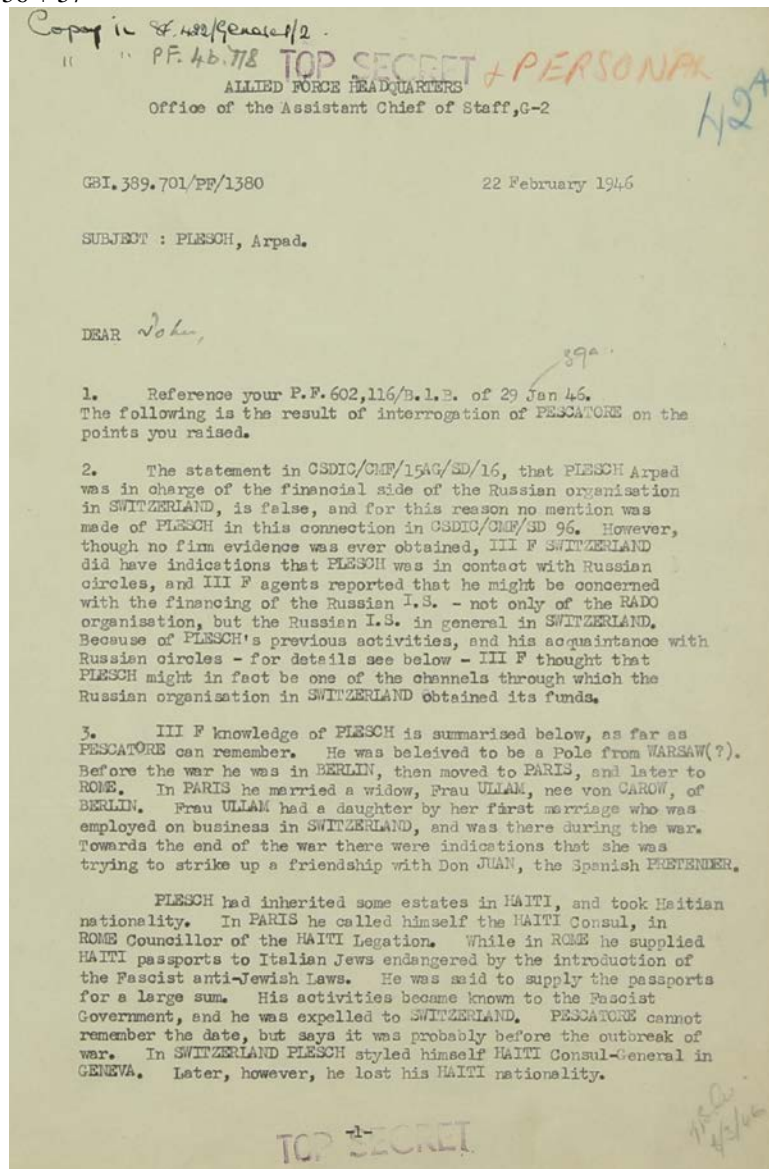 Copy in SF.422/General/2.
" " PF. 46.778
TOP SECRET + PERSONAL
ALLIED FORCE HEADQUARTERS
Office of the Assistant Chief of Staff,G-2
42A
GBI.389.701/PF/1380 22 February 1946
SUBJECT : PLESCH, Arpad.
DEAR John,
39a.
1. Reference your P.F.602,116/B.1.B. of 29 Jan 46.
The following is the result of interrogation of PESCATORE on the
points you raised.
2. The statement in CSDIC/CMF/15AG/SD/16, that PLESCH Arpad
was in charge of the financial side of the Russian organisation
in SWITZERLAND, is false, and for this reason no mention was
made of PLESCH in this connection in CSDIC/CMF/SD 96. However,
though no firm evidence was ever obtained, III F SWITZERLAND
did have indications that PLESCH was in contact with Russian
circles, and III F agents reported that he might be concerned
with the financing of the Russian I.S. - not only of the RADO
organisation, but the Russian I.S. in general in SWITZERLAND.
Because of PLESCH's previous activities, and his acquaintance with
Russian circles - for details see below - III F thought that
PLESCH might in fact be one of the channels through which the
Russian organisation in SWITZERLAND obtained its funds.
3. III F knowledge of PLESCH is summarised below, as far as
PESCATORE can remember. He was beleived to be a Pole from WARSAW(?).
Before the war he was in BERLIN, then moved to PARIS, and later to
ROME. In PARIS he married a widow, Frau ULLAM, nee von CAROW, of
BERLIN. Frau ULLAM had a daughter by her first marriage who was
employed on business in SWITZERLAND, and was there during the war.
Towards the end of the war there were indications that she was
trying to strike up a friendship with Don JUAN, the Spanish PRETENDER.
PLESCH had inherited some estates in HAITI, and took Haitian
nationality. In PARIS he called himself the HAITI Consul, in
ROME Councillor of the HAITI Legation. While in ROME he supplied
HAITI passports to Italian Jews endangered by the introduction of
the Fascist anti-Jewish Laws. He was said to supply the passports
for a large sum. His activities became known to the Fascist
Government, and he was expelled to SWITZERLAND. PESCATORE cannot
remember the date, but says it was probably before the outbreak of
war. In SWITZERLAND PLESCH styled himself HAITI Consul-General in
GENEVA. Later, however, he lost his HAITI nationality.
-1-
TOP SECRET